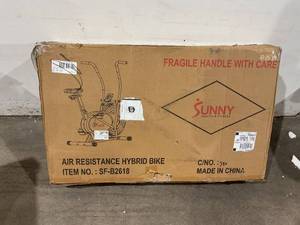 FRAGILE HANDLE WITH CARE
SUNNY
AIR RESISTANCE HYBRID BIKE
ITEM NO. : SF-B2618
C/NO. :
MADE IN CHINA